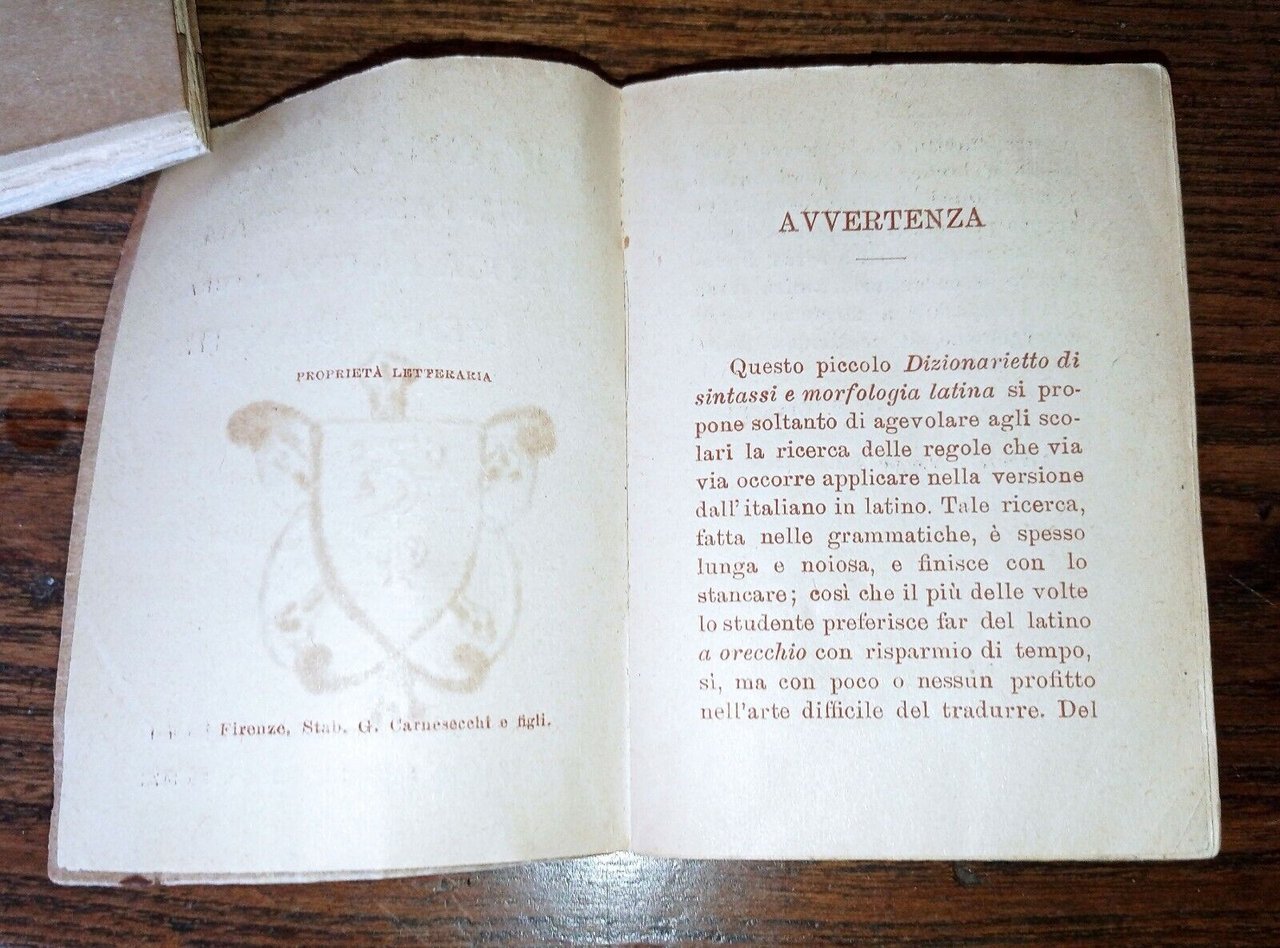 PROPRIETÀ LETTERARIA
Firenze, Stab. G. Carnesecchi e figli.
AVVERTENZA
Questo piccolo Dizionarietto di
sintassi e morfologia latina si pro-
pone soltanto di agevolare agli sco-
lari la ricerca delle regole che via
via occorre applicare nella versione
dall'italiano in latino. Tale ricerca,
fatta nelle grammatiche, è spesso
lunga e noiosa, e finisce con lo
stancare; così che il più delle volte
lo studente preferisce far del latino
a orecchio con risparmio di tempo,
sì, ma con poco o nessun profitto
nell'arte difficile del tradurre. Del